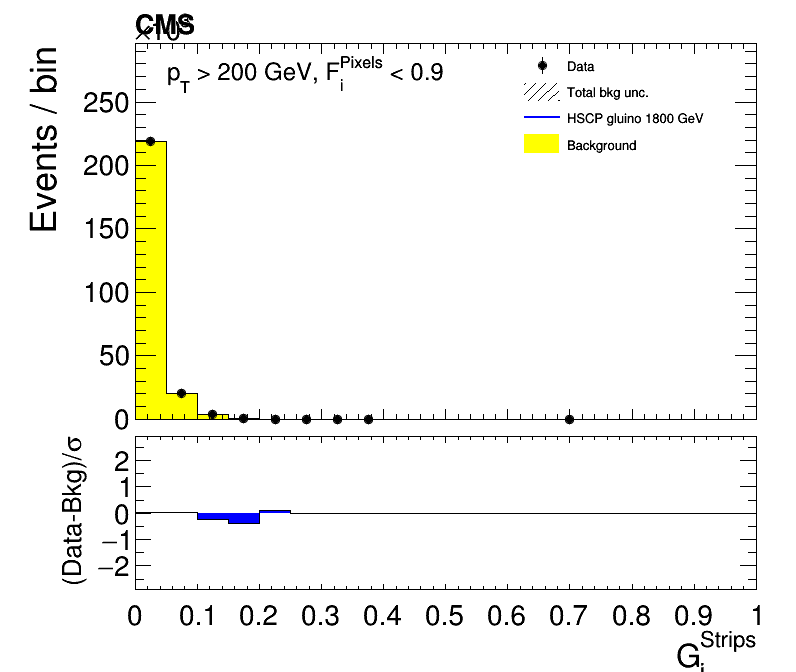 CMS
×10³
p_T > 200 GeV, F_i^Pixels < 0.9
Data
Total bkg unc.
HSCP gluino 1800 GeV
Background
Events / bin
250
200
150
100
50
0
(Data-Bkg)/σ
2
1
0
−1
−2
0 0.1 0.2 0.3 0.4 0.5 0.6 0.7 0.8 0.9 1
G_i^Strips